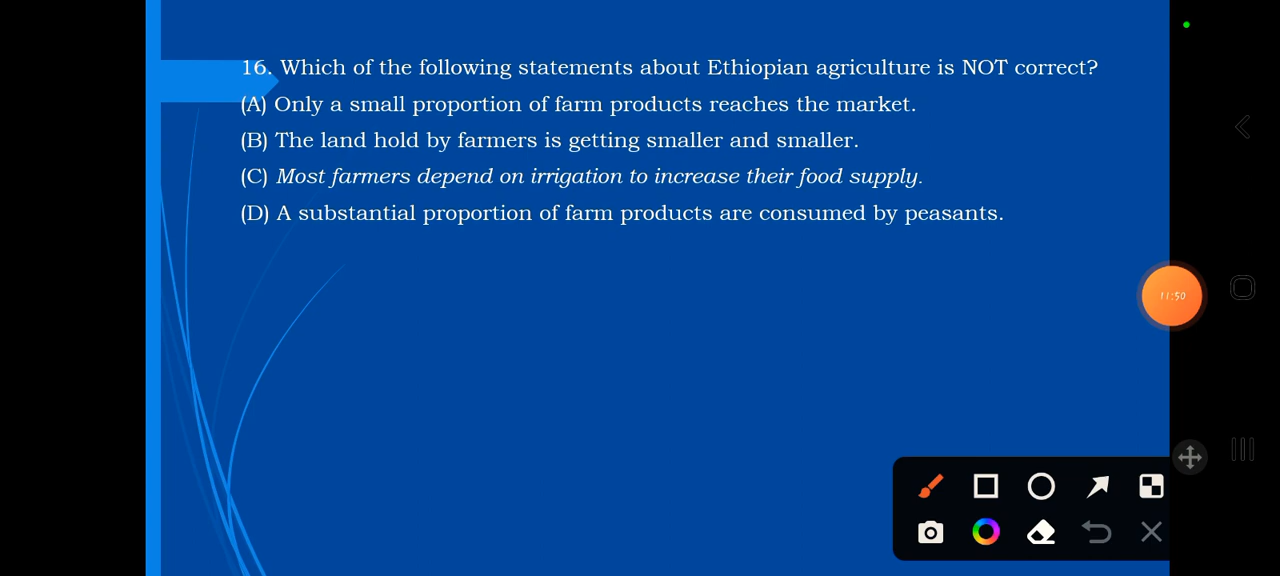 16. Which of the following statements about Ethiopian agriculture is NOT correct?
(A) Only a small proportion of farm products reaches the market.
(B) The land hold by farmers is getting smaller and smaller.
(C) Most farmers depend on irrigation to increase their food supply.
(D) A substantial proportion of farm products are consumed by peasants.
11:50